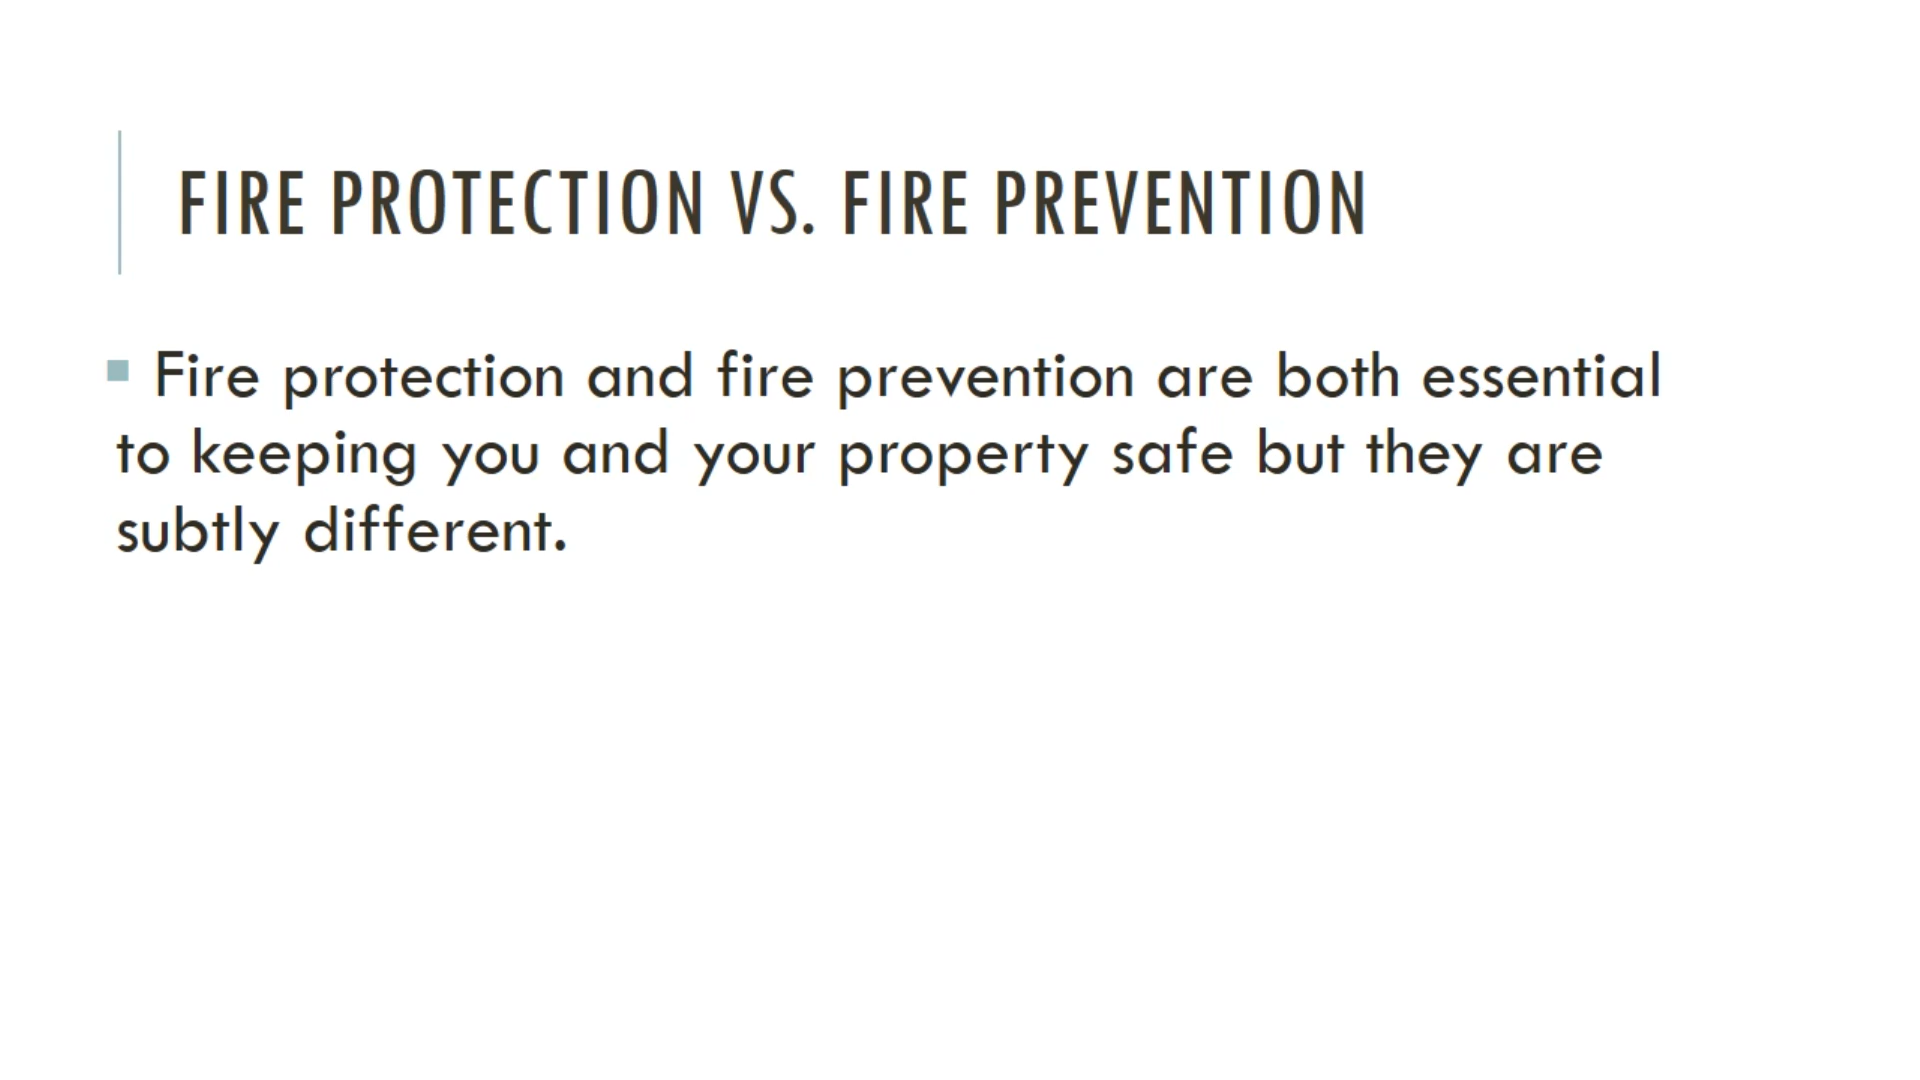 FIRE PROTECTION VS. FIRE PREVENTION
Fire protection and fire prevention are both essential
to keeping you and your property safe but they are
subtly different.